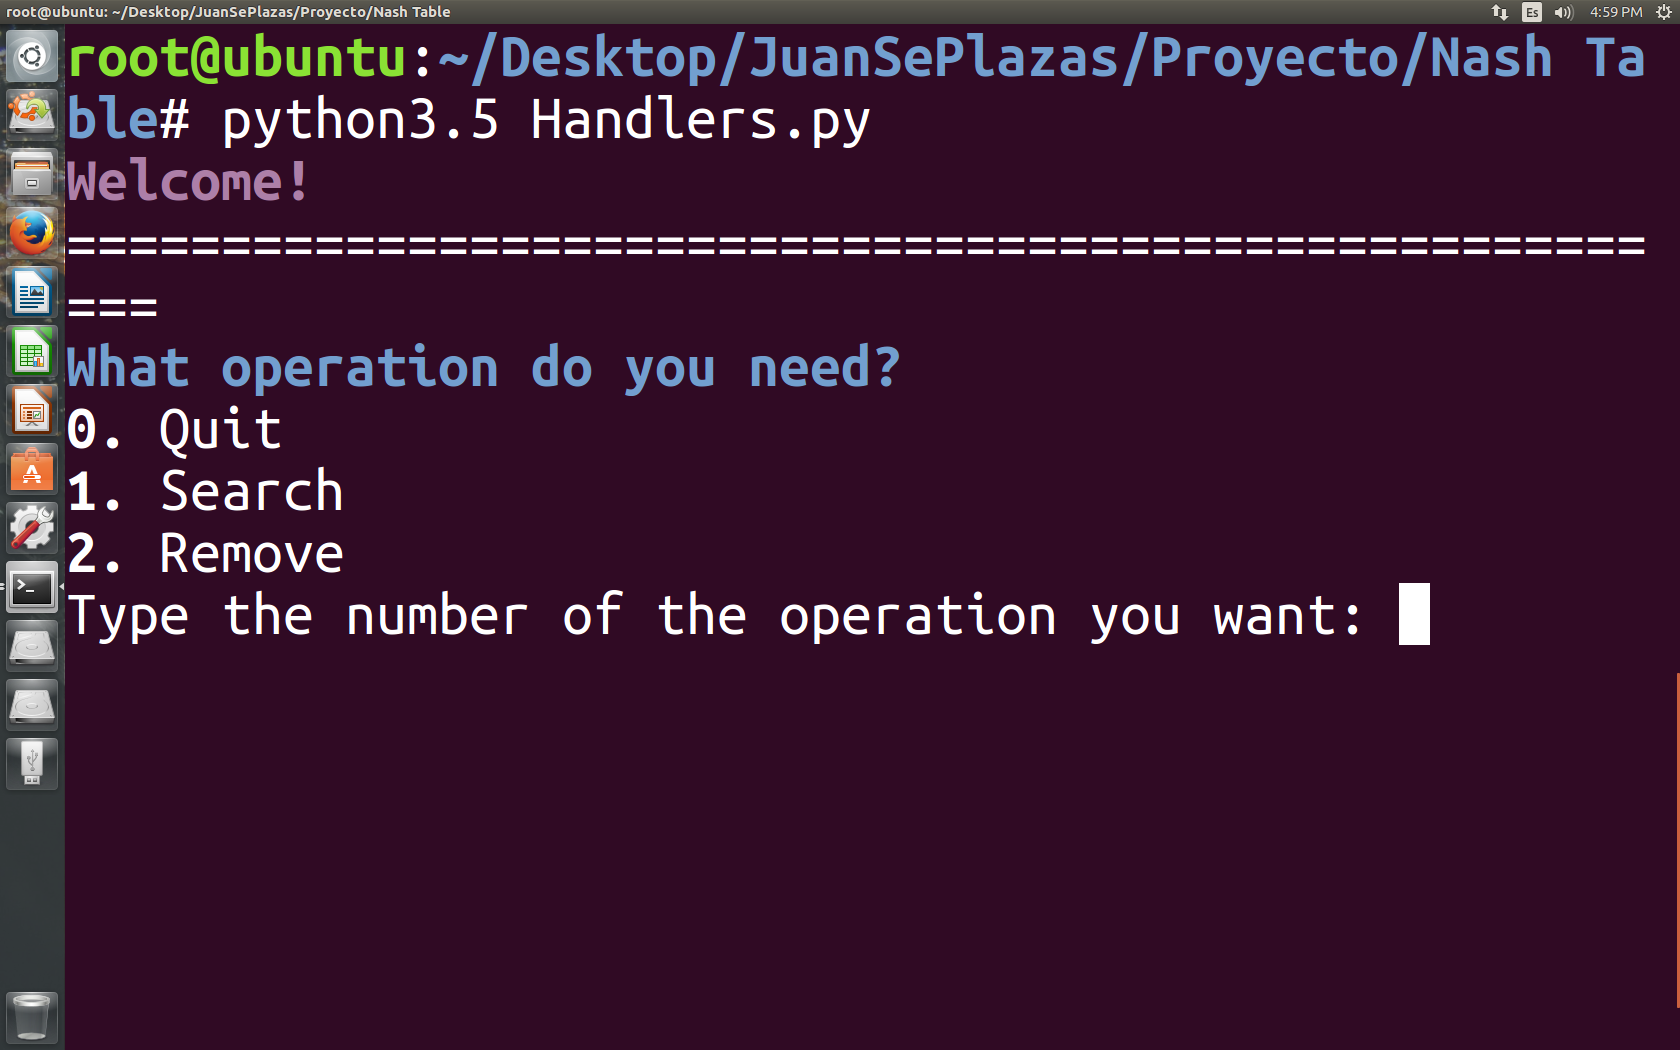 root@ubuntu: ~/Desktop/JuanSePlazas/Proyecto/Nash Table
Es
4:59 PM
root@ubuntu:~/Desktop/JuanSePlazas/Proyecto/Nash Ta
ble# python3.5 Handlers.py
Welcome!
===================================================
===
What operation do you need?
0. Quit
1. Search
2. Remove
Type the number of the operation you want: